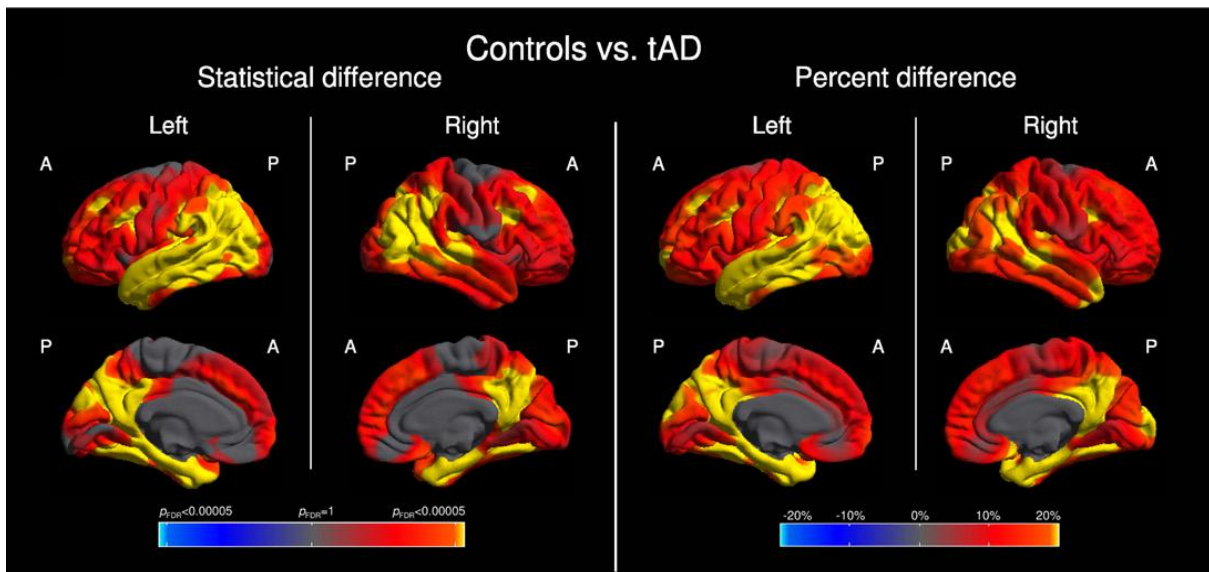 Controls vs. tAD
Statistical difference
Percent difference
Left
Right
Left
Right
A
P
P
A
A
P
P
A
P
A
A
P
P
A
A
P
pFDR<0.00005
pFDR=1
pFDR<0.00005
-20%
-10%
0%
10%
20%